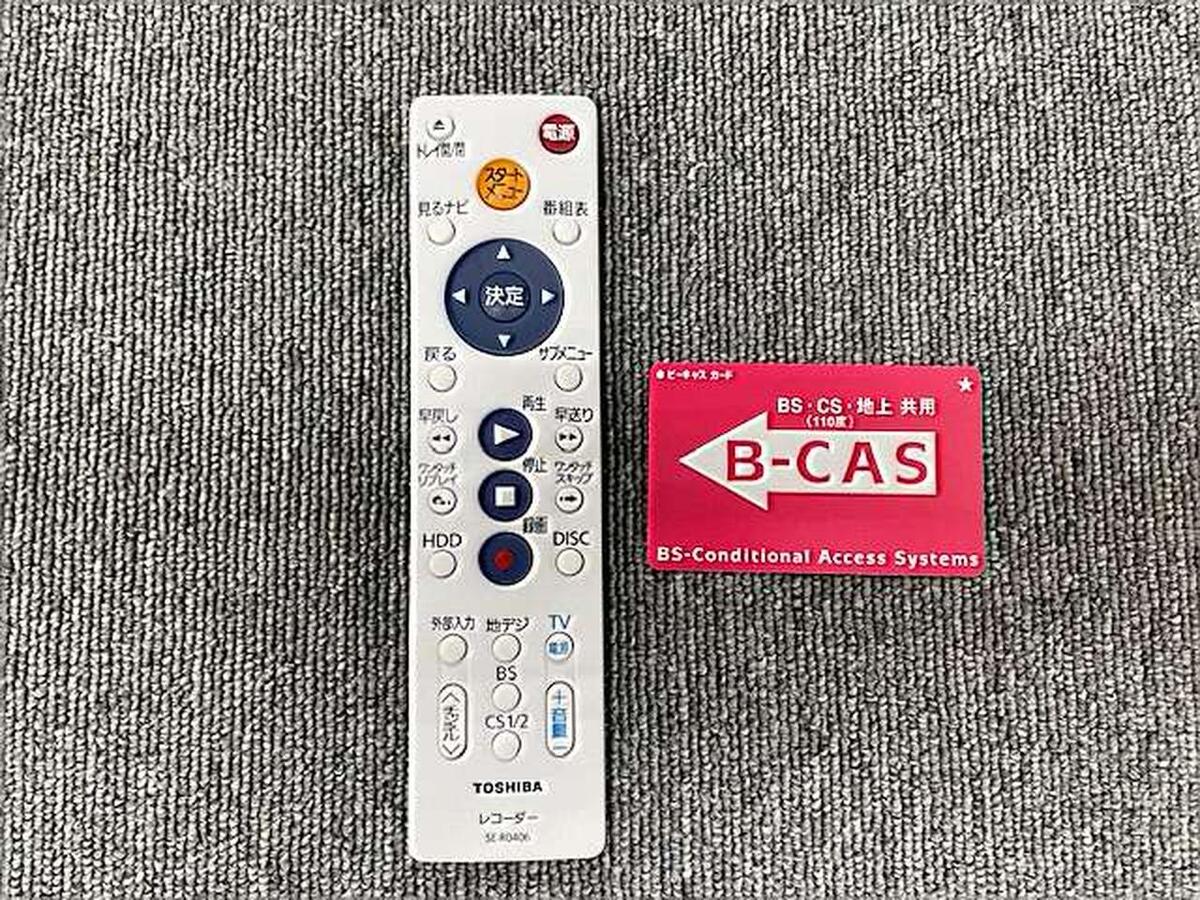 電源
トレイ開/閉
スタート
メニュー
見るナビ
番組表
決定
戻る
サブメニュー
再生
早戻し
早送り
停止
ワンタッチ
リプレイ
ワンタッチ
スキップ
録画
HDD
DISC
外部入力
地デジ
TV
電源
BS
チャンネル
CS1/2
+
音量
-
TOSHIBA
レコーダー
SE-R0406
●ビーキャス カード
★
BS・CS・地上 共用
(110度)
B-CAS
BS-Conditional Access Systems